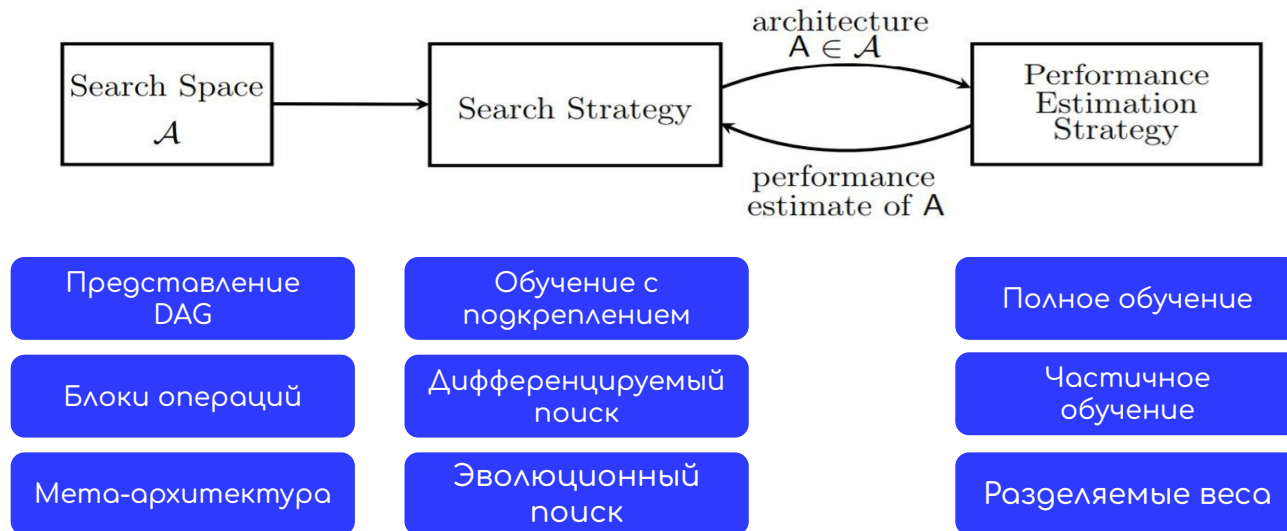 architecture
A ∈ 𝒜
Search Space
𝒜
Search Strategy
Performance
Estimation
Strategy
performance
estimate of A
Представление
DAG
Обучение с
подкреплением
Полное обучение
Блоки операций
Дифференцируемый
поиск
Частичное
обучение
Мета-архитектура
Эволюционный
поиск
Разделяемые веса